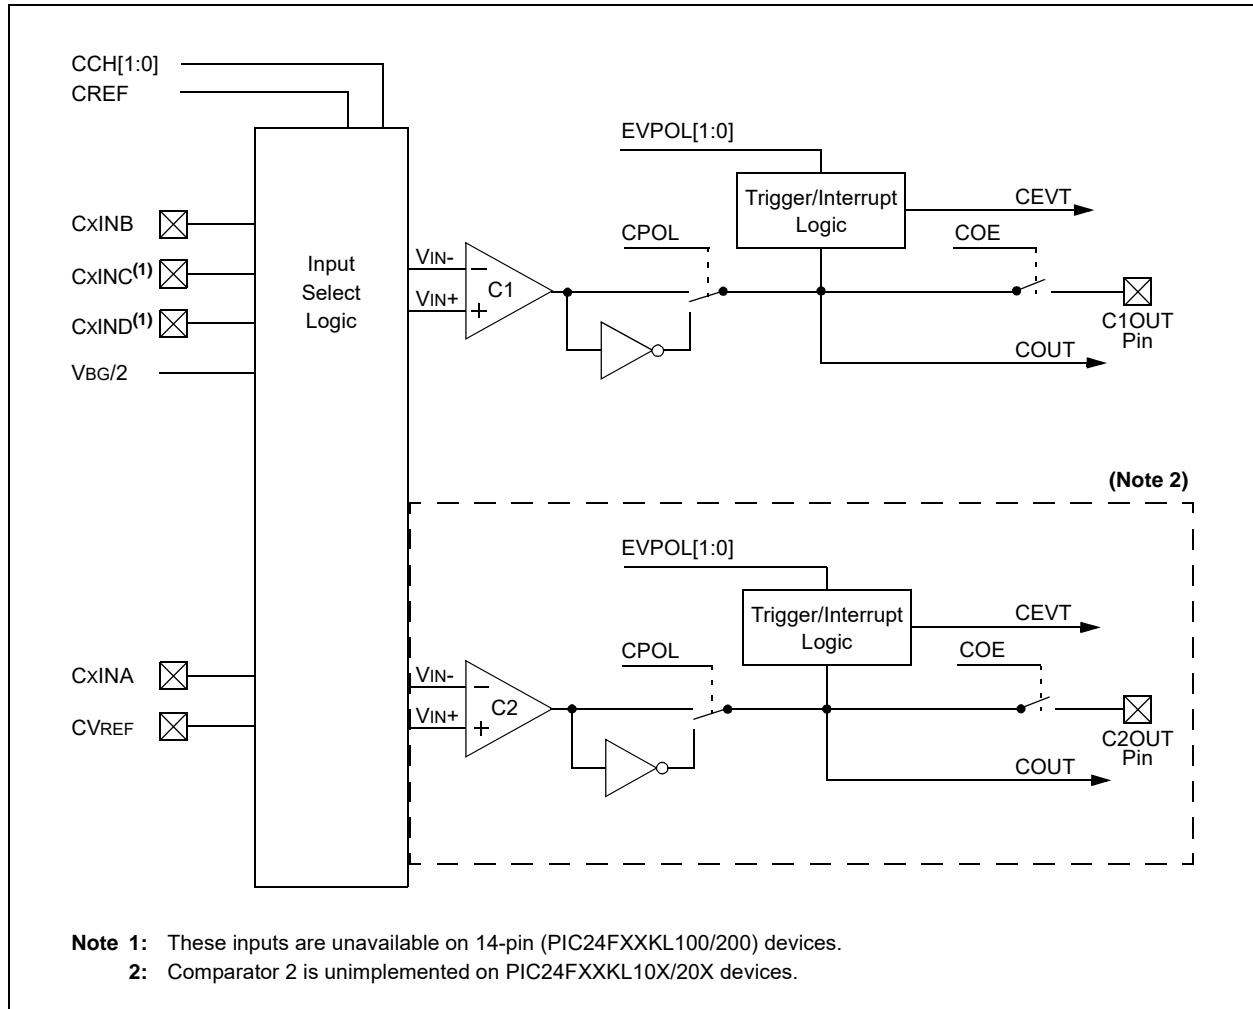 CCH[1:0]
CREF
EVPOL[1:0]
Trigger/Interrupt
Logic
CEVT
CXINB
CPOL
COE
CXINC(1)
Input
Select
Logic
VIN-
–
C1
VIN+
+
CXIND(1)
C1OUT
Pin
COUT
VBG/2
(Note 2)
EVPOL[1:0]
Trigger/Interrupt
Logic
CEVT
CPOL
COE
CXINA
VIN-
–
C2
VIN+
+
CVREF
C2OUT
Pin
COUT
Note 1: These inputs are unavailable on 14-pin (PIC24FXXKL100/200) devices.
2: Comparator 2 is unimplemented on PIC24FXXKL10X/20X devices.